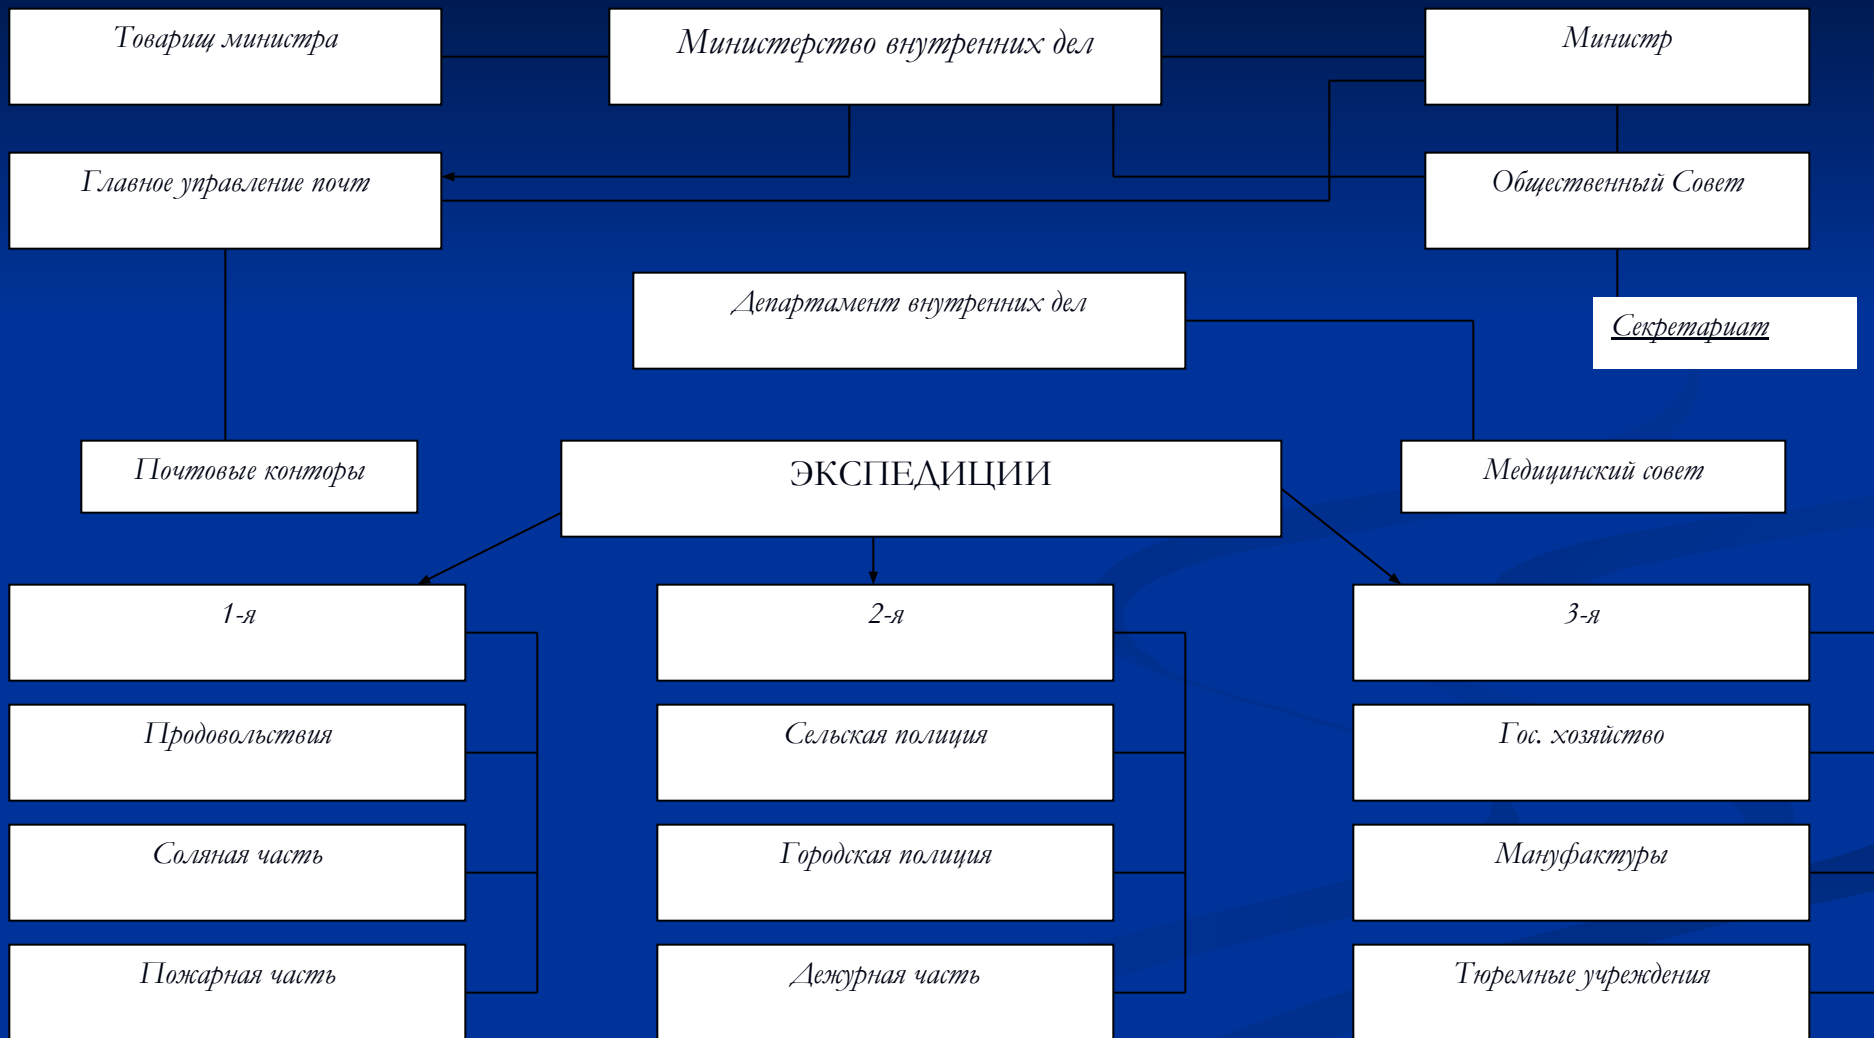 Товарищ министра
Министерство внутренних дел
Министр
Главное управление почт
Общественный Совет
Департамент внутренних дел
Секретариат
Почтовые конторы
ЭКСПЕДИЦИИ
Медицинский совет
1-я
2-я
3-я
Продовольствия
Сельская полиция
Гос. хозяйство
Соляная часть
Городская полиция
Мануфактуры
Пожарная часть
Дежурная часть
Тюремные учреждения